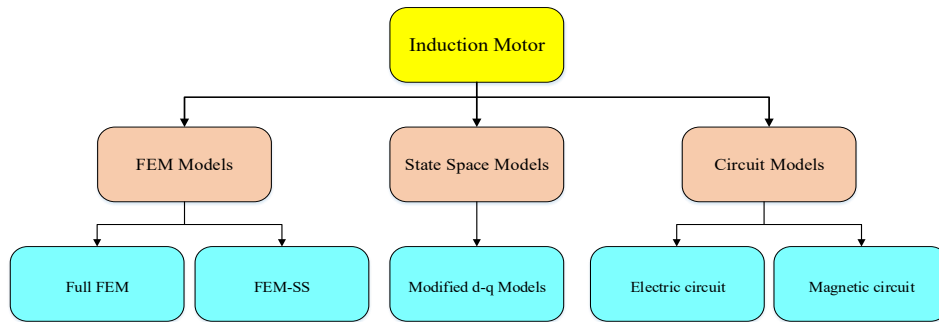 Induction Motor
FEM Models
State Space Models
Circuit Models
Full FEM
FEM-SS
Modified d-q Models
Electric circuit
Magnetic circuit